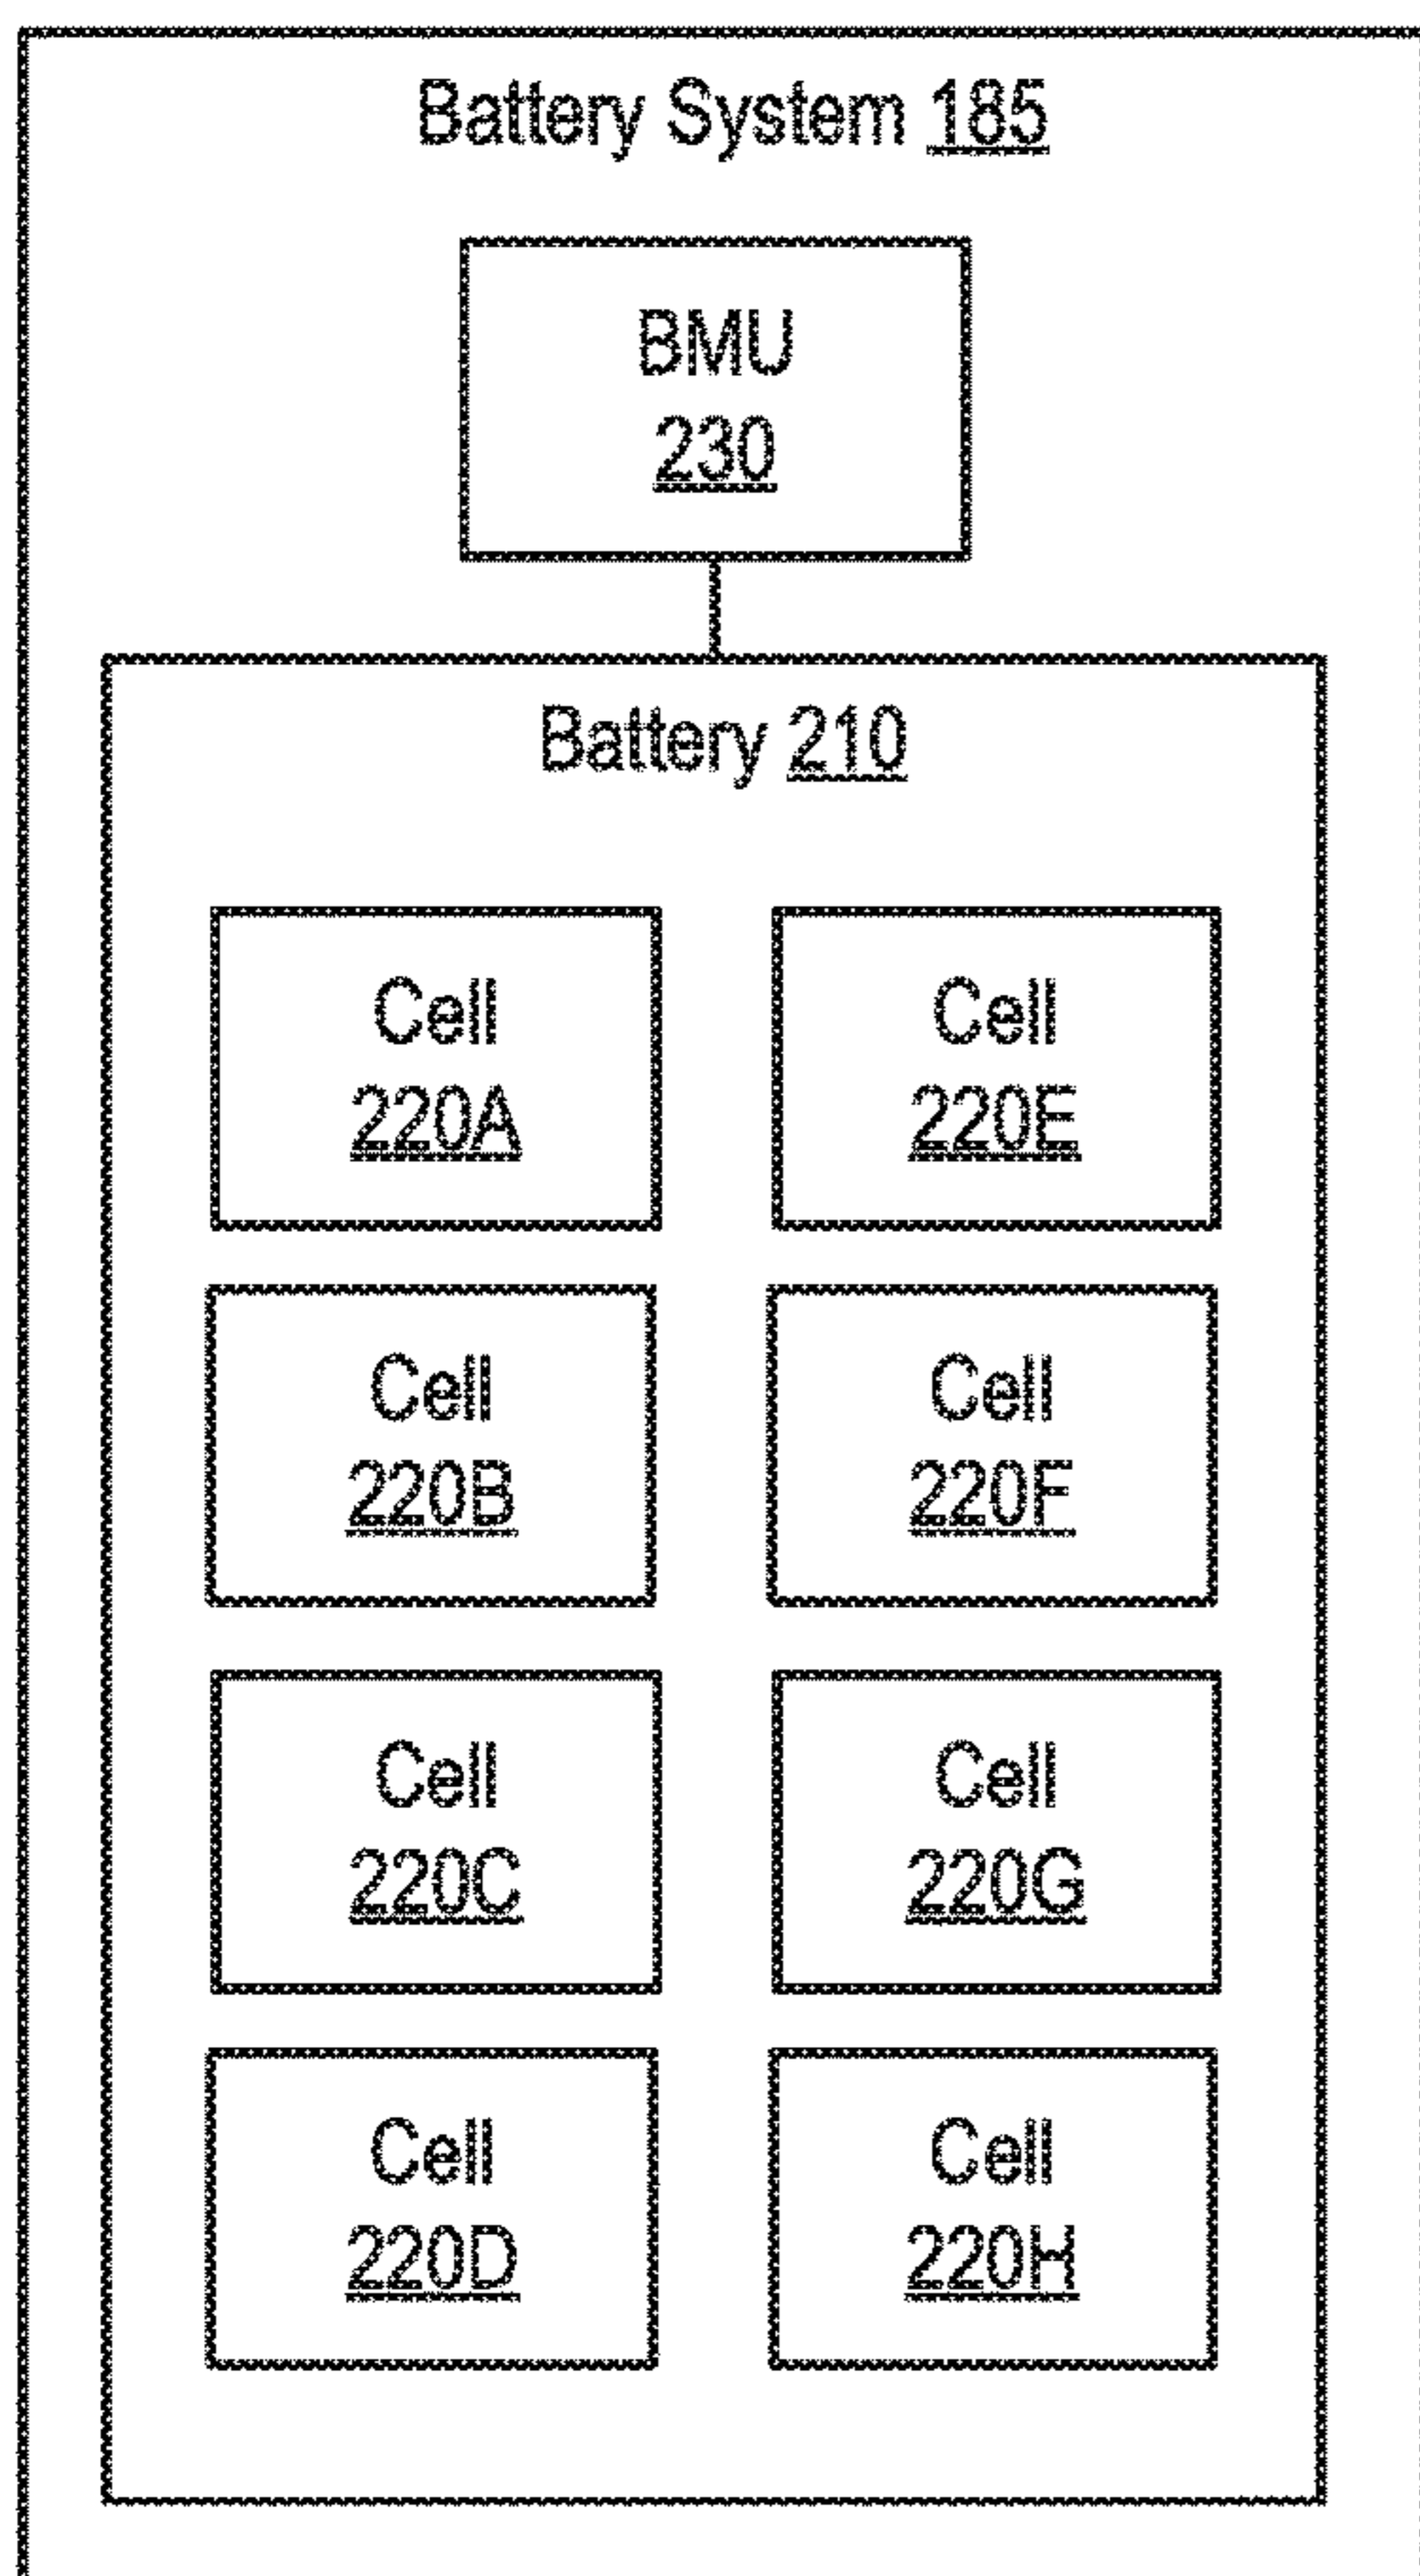 Battery System 185
BMU
230
Battery 210
Cell
220A
Cell
220E
Cell
220B
Cell
220F
Cell
220C
Cell
220G
Cell
220D
Cell
220H